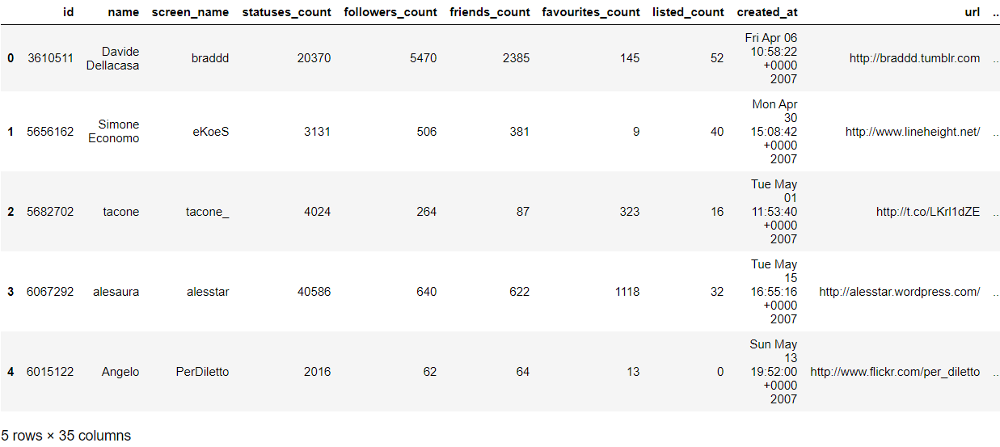 id name screen_name statuses_count followers_count friends_count favourites_count listed_count created_at url ..
0 3610511 Davide Dellacasa braddd 20370 5470 2385 145 52 Fri Apr 06 10:58:22 +0000 2007 http://braddd.tumblr.com ..
1 5656162 Simone Economo eKoeS 3131 506 381 9 40 Mon Apr 30 15:08:42 +0000 2007 http://www.lineheight.net/ ..
2 5682702 tacone tacone_ 4024 264 87 323 16 Tue May 01 11:53:40 +0000 2007 http://t.co/LKrl1dZE ..
3 6067292 alesaura alesstar 40586 640 622 1118 32 Tue May 15 16:55:16 +0000 2007 http://alesstar.wordpress.com/ ..
4 6015122 Angelo PerDiletto 2016 62 64 13 0 Sun May 13 19:52:00 +0000 2007 http://www.flickr.com/per_diletto ..
5 rows × 35 columns